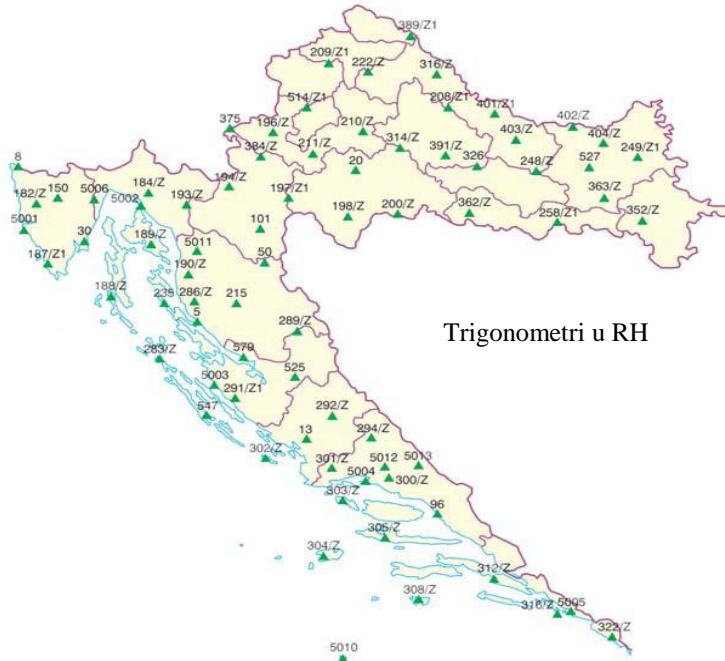 389/Z1
209/Z1
222/Z
316/Z
514/Z1
208/Z1
401/Z1
375
196/Z
210/Z
402/Z
384/Z
211/Z
314/Z
391/Z
403/Z
404/Z
8
20
326
248/Z
527
249/Z1
182/Z
150
5006
184/Z
5002
193/Z
194/Z
197/Z1
363/Z
5001
101
198/Z
200/Z
362/Z
258/Z1
352/Z
30
189/Z
5011
187/Z1
190/Z
50
188/Z
235
286/Z
215
5
289/Z
Trigonometri u RH
283/Z
579
5003
525
291/Z1
547
292/Z
13
294/Z
302/Z
301/Z
5012
5013
5004
300/Z
303/Z
96
305/Z
304/Z
312/Z
308/Z
316/Z
5005
322/Z
5010